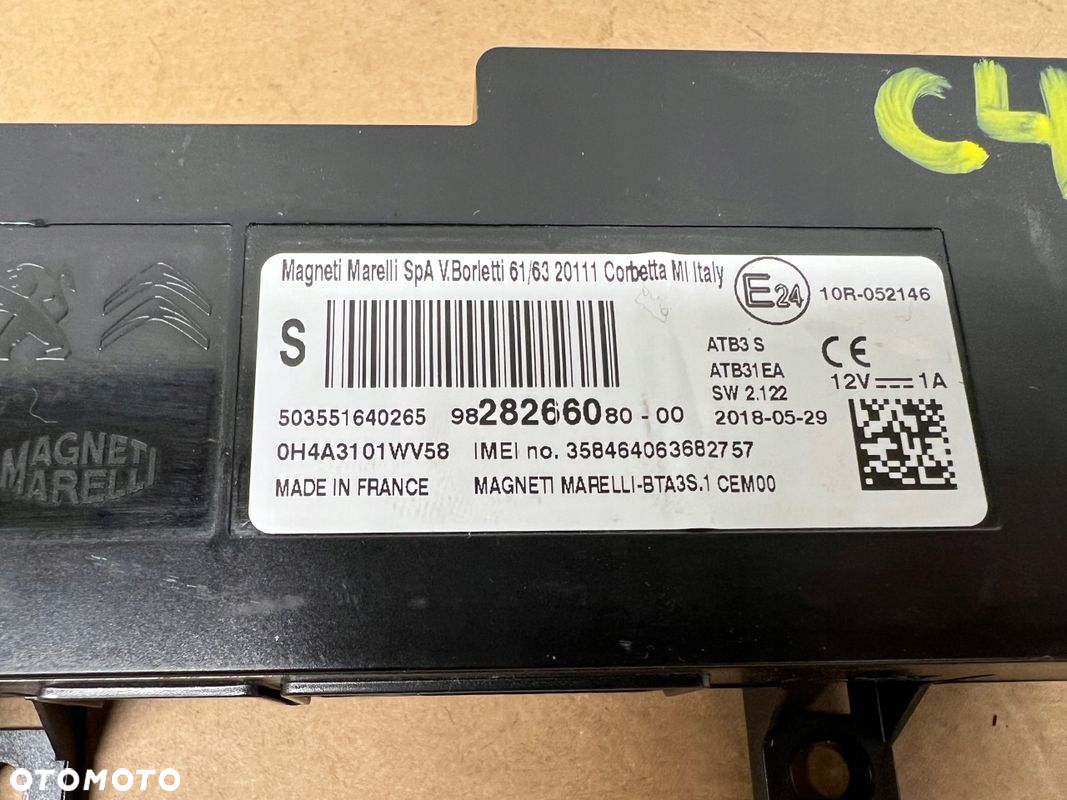 C4
Magneti Marelli SpA V.Borletti 61/63 20111 Corbetta MI Italy
E24
10R-052146
S
ATB3 S
ATB31EA
SW 2.122
CE
12V 1A
503551640265 9828266080-00 2018-05-29
0H4A3101WV58 IMEI no. 358464063682757
MADE IN FRANCE MAGNETI MARELLI-BTA3S.1 CEM00
MAGNETI
MARELLI
OTOMOTO